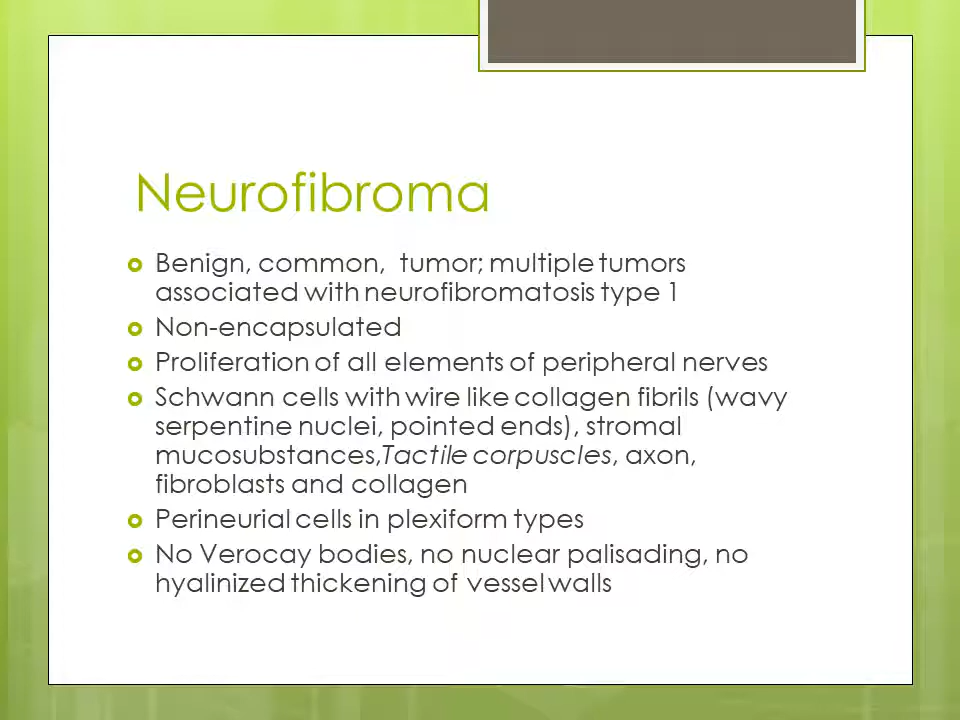 Neurofibroma
Benign, common, tumor; multiple tumors
associated with neurofibromatosis type 1
Non-encapsulated
Proliferation of all elements of peripheral nerves
Schwann cells with wire like collagen fibrils (wavy
serpentine nuclei, pointed ends), stromal
mucosubstances,Tactile corpuscles, axon,
fibroblasts and collagen
Perineurial cells in plexiform types
No Verocay bodies, no nuclear palisading, no
hyalinized thickening of vessel walls